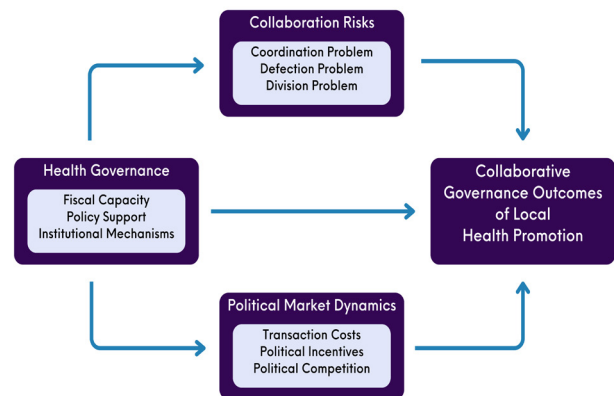 Collaboration Risks
Coordination Problem
Defection Problem
Division Problem
Health Governance
Fiscal Capacity
Policy Support
Institutional Mechanisms
Collaborative
Governance Outcomes
of Local
Health Promotion
Political Market Dynamics
Transaction Costs
Political Incentives
Political Competition